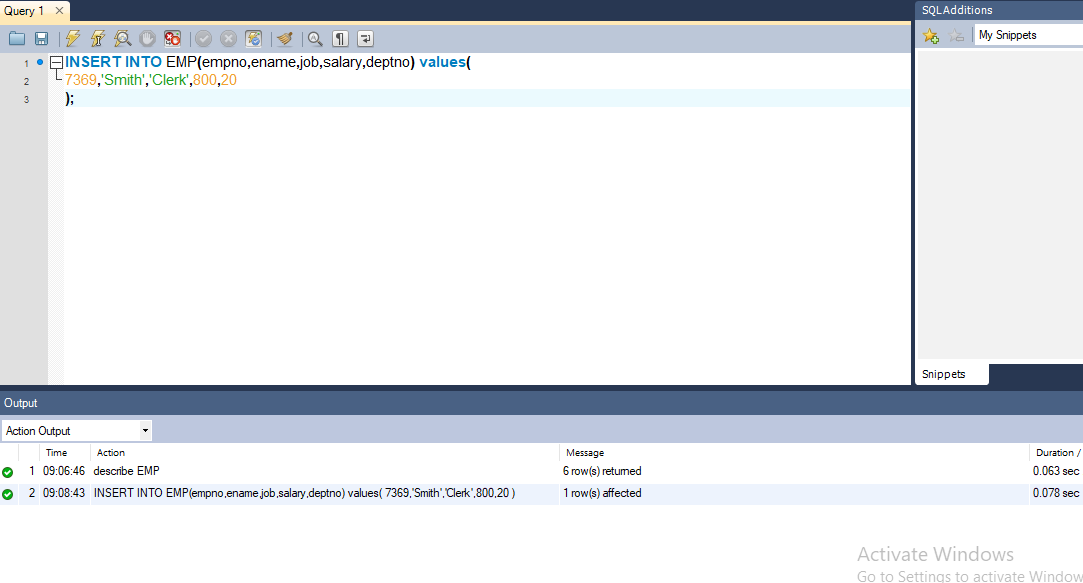 Query 1
SQLAdditions
My Snippets
1 INSERT INTO EMP(empno,ename,job,salary,deptno) values(
2 7369,'Smith','Clerk',800,20
3 );
Snippets
Output
Action Output
Time Action Message Duration /
1 09:06:46 describe EMP 6 row(s) returned 0.063 sec
2 09:08:43 INSERT INTO EMP(empno,ename,job,salary,deptno) values( 7369,'Smith','Clerk',800,20 ) 1 row(s) affected 0.078 sec
Activate Windows
Go to Settings to activate Window